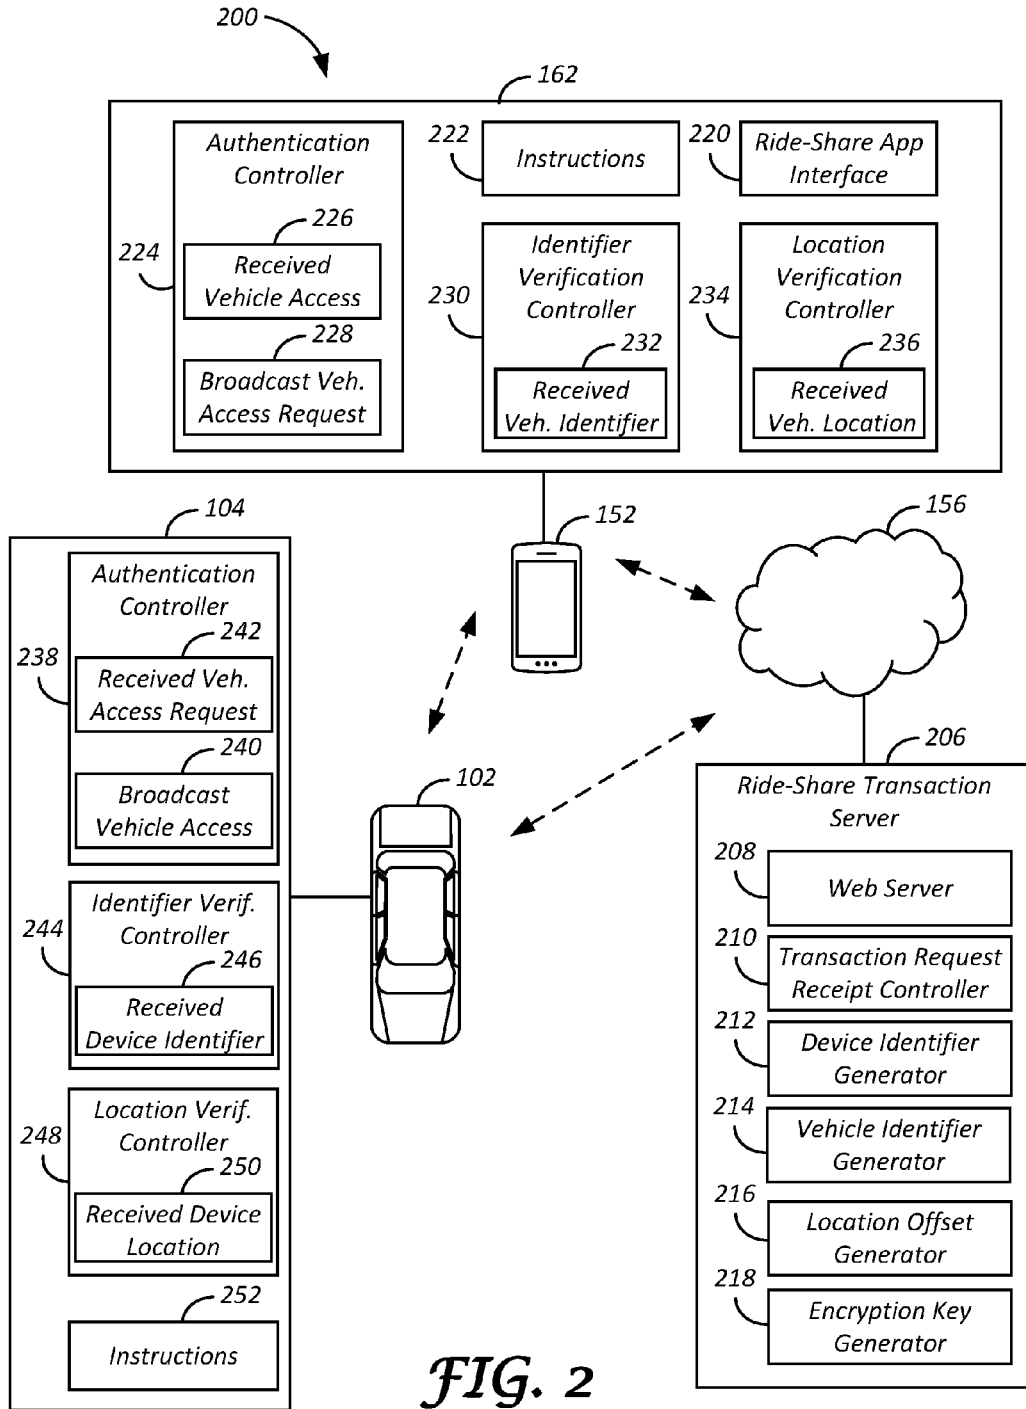 200
162
Authentication
Controller
224
226
Received
Vehicle Access
228
Broadcast Veh.
Access Request
222
Instructions
220
Ride-Share App
Interface
230
Identifier
Verification
Controller
232
Received
Veh. Identifier
234
Location
Verification
Controller
236
Received
Veh. Location
152
156
104
Authentication
Controller
238
242
Received Veh.
Access Request
240
Broadcast
Vehicle Access
244
Identifier Verif.
Controller
246
Received
Device Identifier
248
Location Verif.
Controller
250
Received Device
Location
252
Instructions
102
206
Ride-Share Transaction
Server
208
Web Server
210
Transaction Request
Receipt Controller
212
Device Identifier
Generator
214
Vehicle Identifier
Generator
216
Location Offset
Generator
218
Encryption Key
Generator
FIG. 2